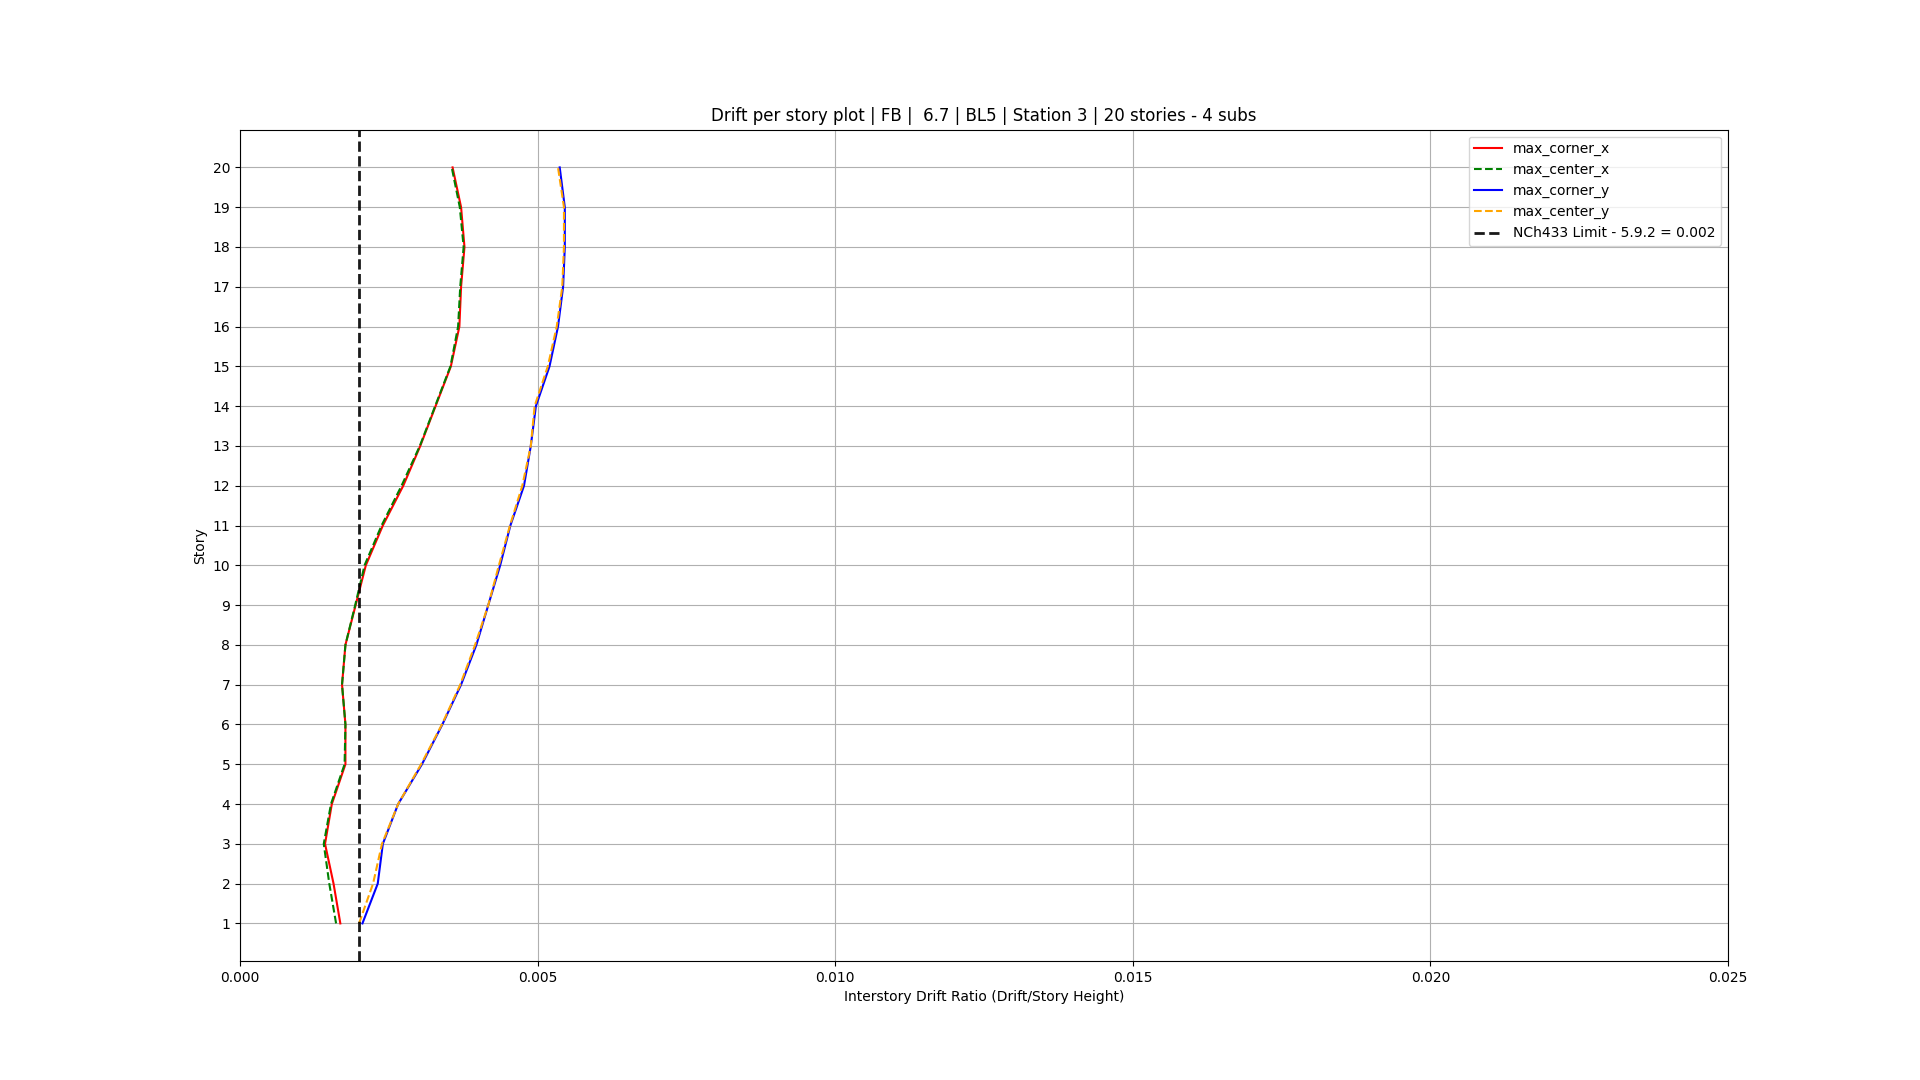 Drift per story plot | FB |  6.7 | BL5 | Station 3 | 20 stories - 4 subs
max_corner_x
max_center_x
max_corner_y
max_center_y
NCh433 Limit - 5.9.2 = 0.002
20
19
18
17
16
15
14
13
12
11
10
9
8
7
6
5
4
3
2
1
Story
0.000 0.005 0.010 0.015 0.020 0.025
Interstory Drift Ratio (Drift/Story Height)